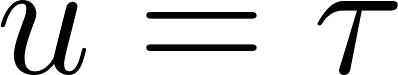 u = τ